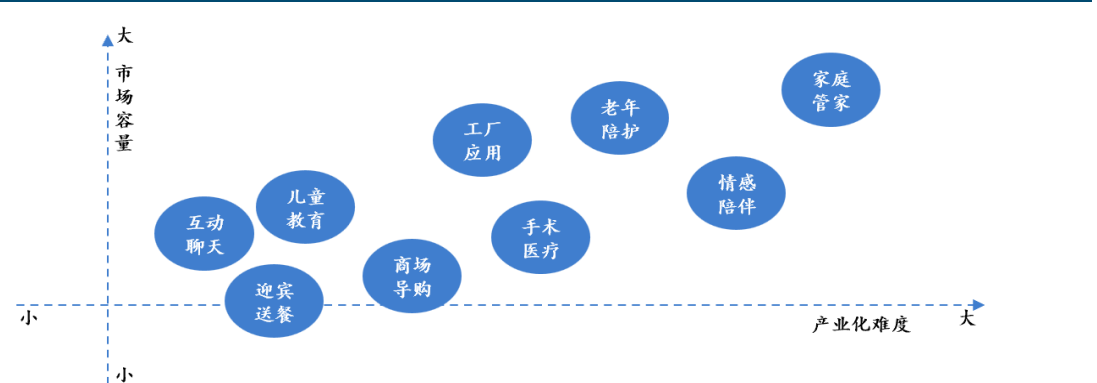 大
市
场
容
量
家庭
管家
老年
陪护
工厂
应用
情感
陪伴
儿童
教育
互动
聊天
手术
医疗
商场
导购
迎宾
送餐
小
产业化难度
大
小